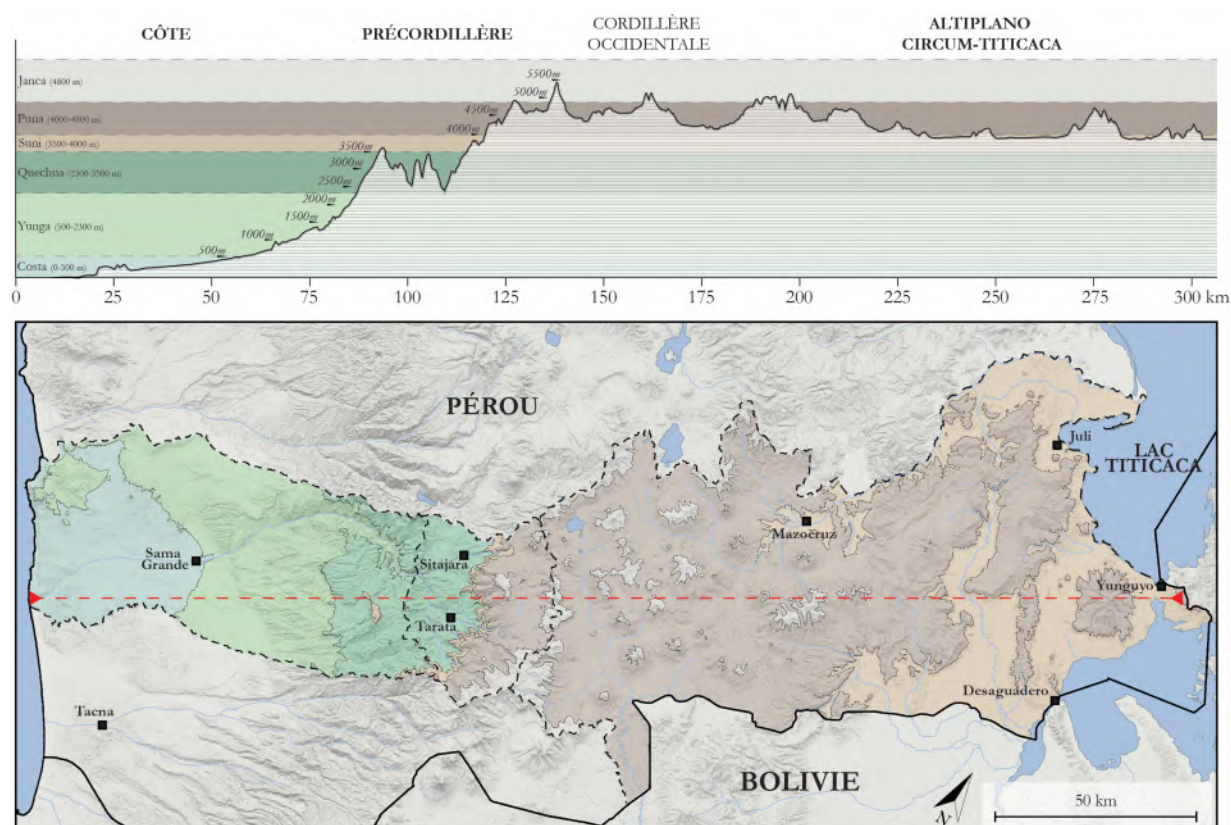 CÔTE
PRÉCORDILLÈRE
CORDILLÈRE
OCCIDENTALE
ALTIPLANO
CIRCUM-TITICACA
Janca (4800 m)
Puna (4000-4800 m)
Suni (3500-4000 m)
Quechua (2300-3500 m)
Yunga (500-2300 m)
Costa (0-500 m)
5500m
5000m
4500m
4000m
3500m
3000m
2500m
2000m
1500m
1000m
500m
0 25 50 75 100 125 150 175 200 225 250 275 300 km
PÉROU
LAC
TITICACA
Juli
Mazocruz
Sama
Grande
Sitajara
Yunguyo
Tarata
Desaguadero
Tacna
BOLIVIE
N
50 km